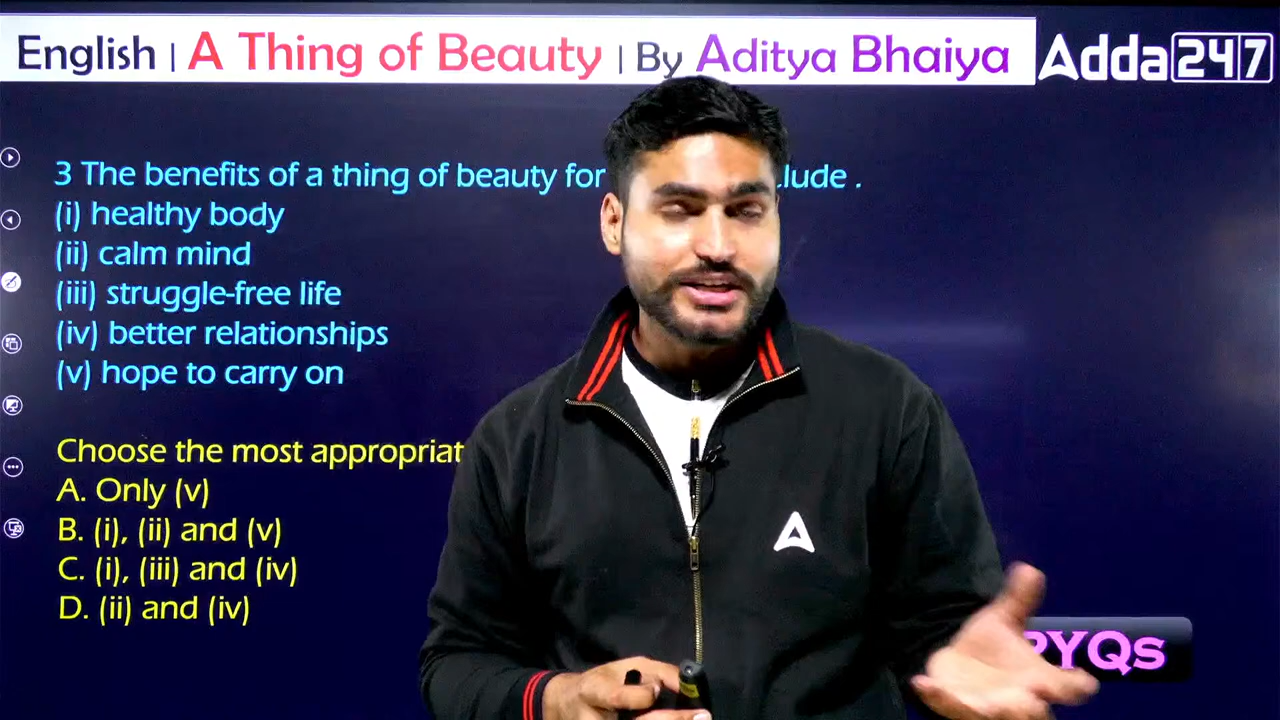 English | A Thing of Beauty | By Aditya Bhaiya
Adda247
3 The benefits of a thing of beauty for
(i) healthy body
(ii) calm mind
(iii) struggle-free life
(iv) better relationships
(v) hope to carry on
Choose the most
A. Only (v)
B. (i), (ii) and (v)
C. (i), (iii) and (iv)
D. (ii) and (iv)
PYQs